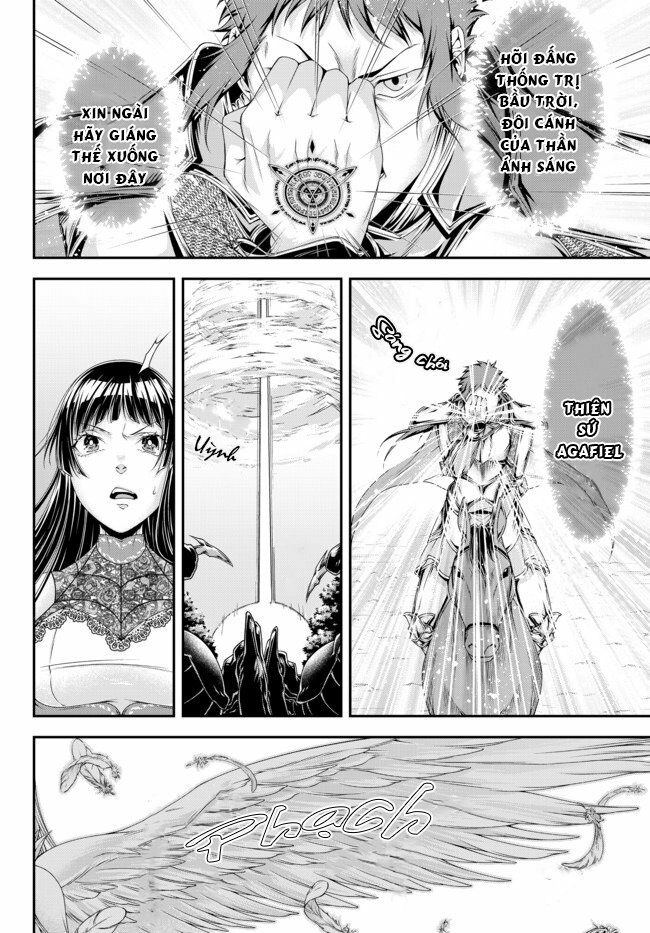 HỠI ĐẤNG
THỐNG TRỊ
BẦU TRỜI,
ĐÔI CÁNH
CỦA THẦN
ÁNH SÁNG
XIN NGÀI
HÃY GIÁNG
THẾ XUỐNG
NƠI ĐÂY
THIÊN
SỨ
AGAFIEL
Sáng chói
Uỳnh
Phạch